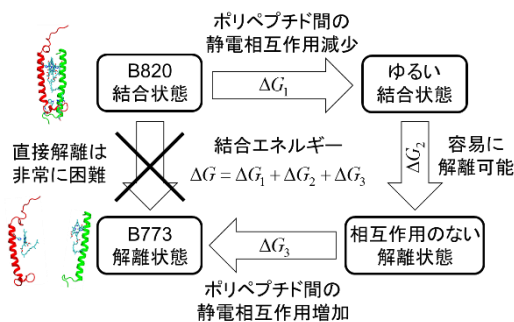 ポリペプチド間の
静電相互作用減少
B820
結合状態
ΔG₁
ゆるい
結合状態
直接解離は
非常に困難
結合エネルギー
ΔG = ΔG₁ + ΔG₂ + ΔG₃
ΔG₂
容易に
解離可能
B773
解離状態
ΔG₃
相互作用のない
解離状態
ポリペプチド間の
静電相互作用増加